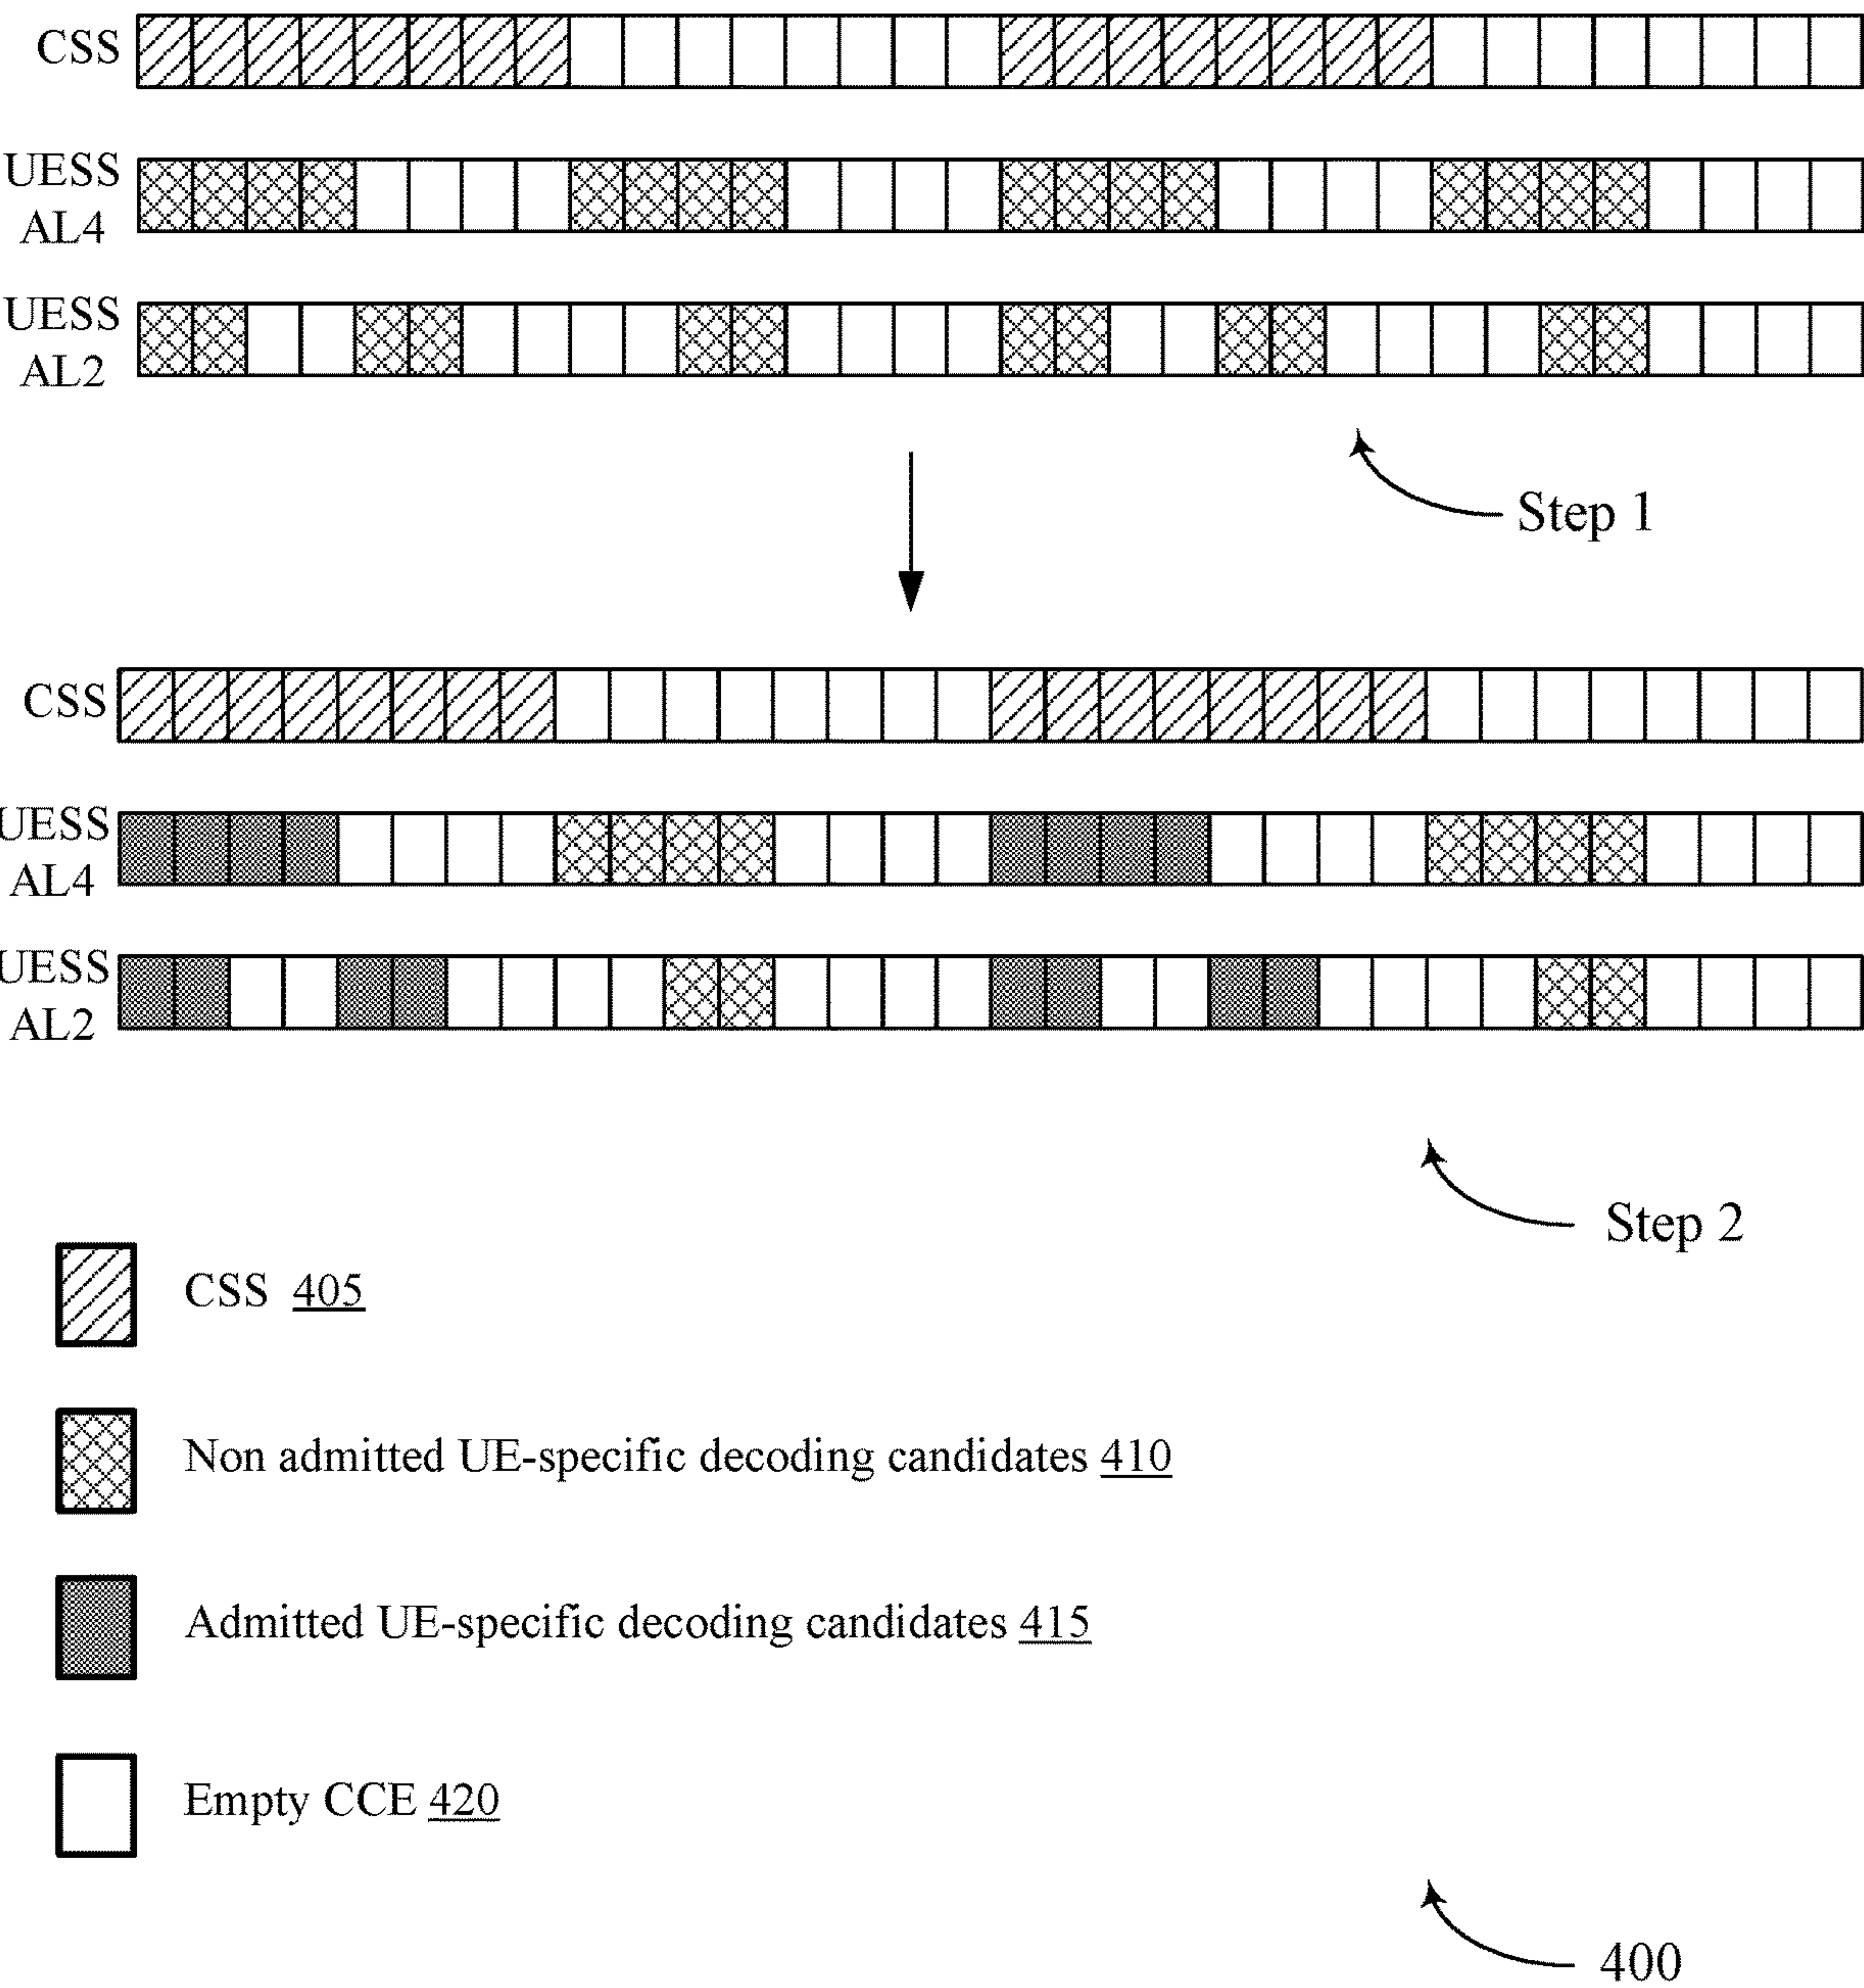 CSS
UESS
AL4
UESS
AL2
Step 1
CSS
UESS
AL4
UESS
AL2
Step 2
CSS 405
Non admitted UE-specific decoding candidates 410
Admitted UE-specific decoding candidates 415
Empty CCE 420
400